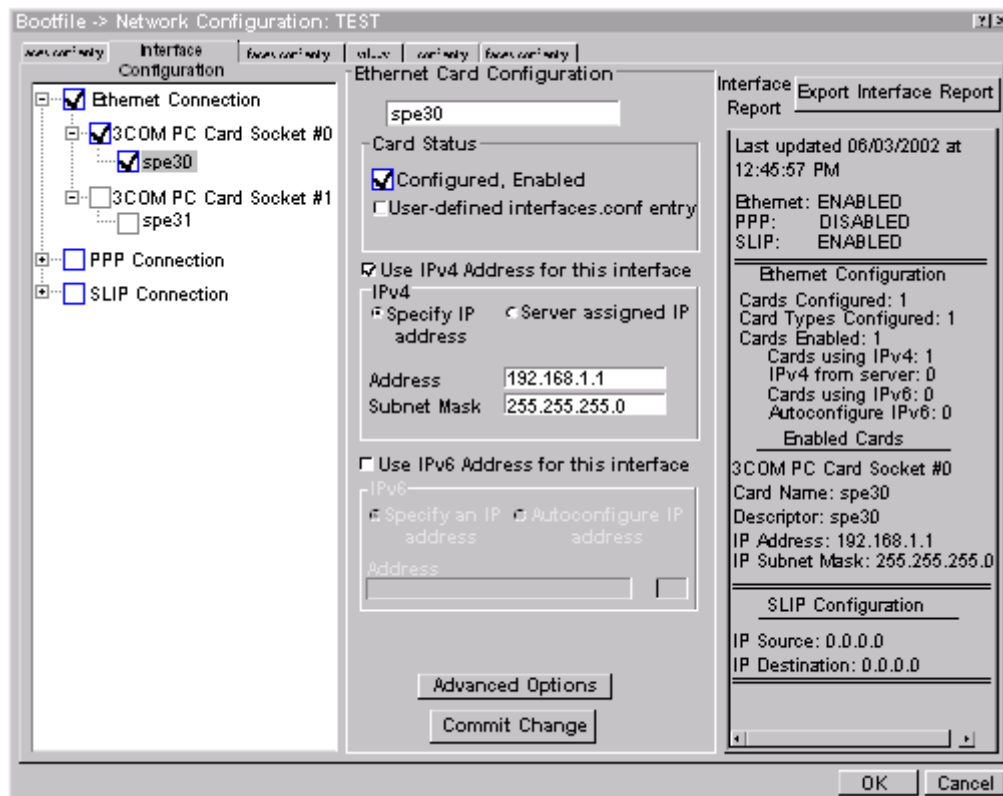 Bootfile -> Network Configuration: TEST
Interface
Configuration
Ethernet Connection
3COM PC Card Socket #0
spe30
3COM PC Card Socket #1
spe31
PPP Connection
SLIP Connection
Ethernet Card Configuration
spe30
Card Status
Configured, Enabled
User-defined interfaces.conf entry
Use IPv4 Address for this interface
IPv4
Specify IP
address
Server assigned IP
Address
192.168.1.1
Subnet Mask
255.255.255.0
Use IPv6 Address for this interface
IPv6
Specify an IP
address
Autoconfigure IP
address
Address
Advanced Options
Commit Change
Interface
Report
Export Interface Report
Last updated 06/03/2002 at
12:45:57 PM
Ethernet: ENABLED
PPP: DISABLED
SLIP: ENABLED
Ethernet Configuration
Cards Configured: 1
Card Types Configured: 1
Cards Enabled: 1
Cards using IPv4: 1
IPv4 from server: 0
Cards using IPv6: 0
Autoconfigure IPv6: 0
Enabled Cards
3COM PC Card Socket #0
Card Name: spe30
Descriptor: spe30
IP Address: 192.168.1.1
IP Subnet Mask: 255.255.255.0
SLIP Configuration
IP Source: 0.0.0.0
IP Destination: 0.0.0.0
OK
Cancel